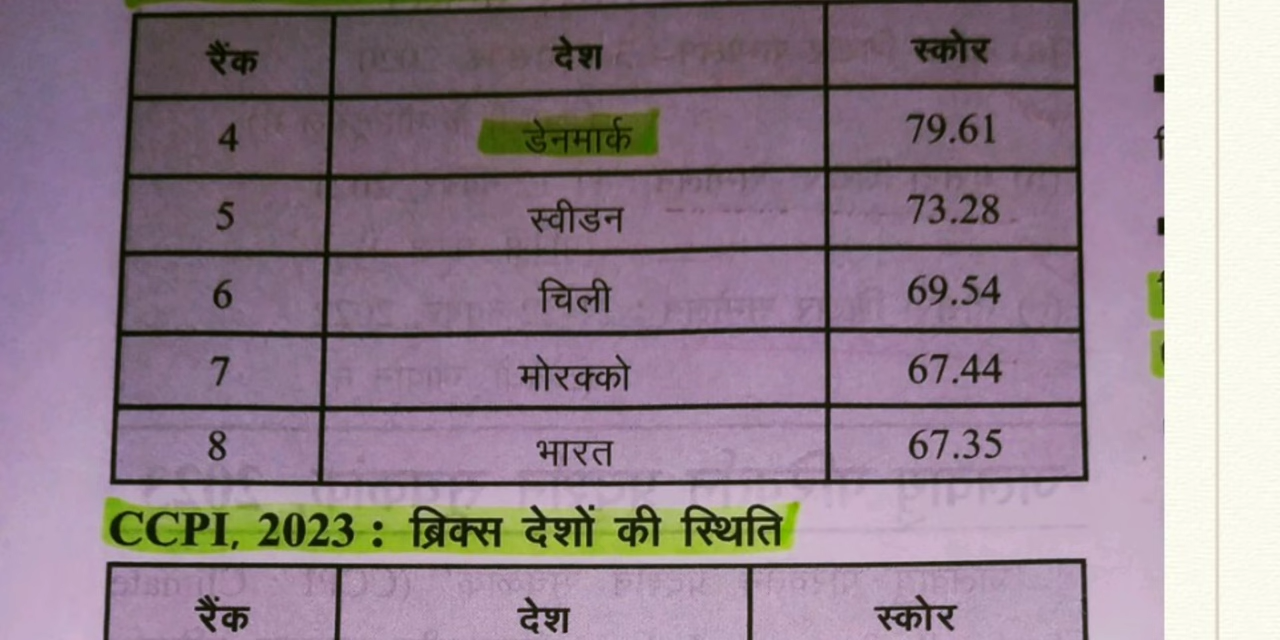 रैंक देश स्कोर
4 डेनमार्क 79.61
5 स्वीडन 73.28
6 चिली 69.54
7 मोरक्को 67.44
8 भारत 67.35
CCPI, 2023 : ब्रिक्स देशों की स्थिति
रैंक देश स्कोर